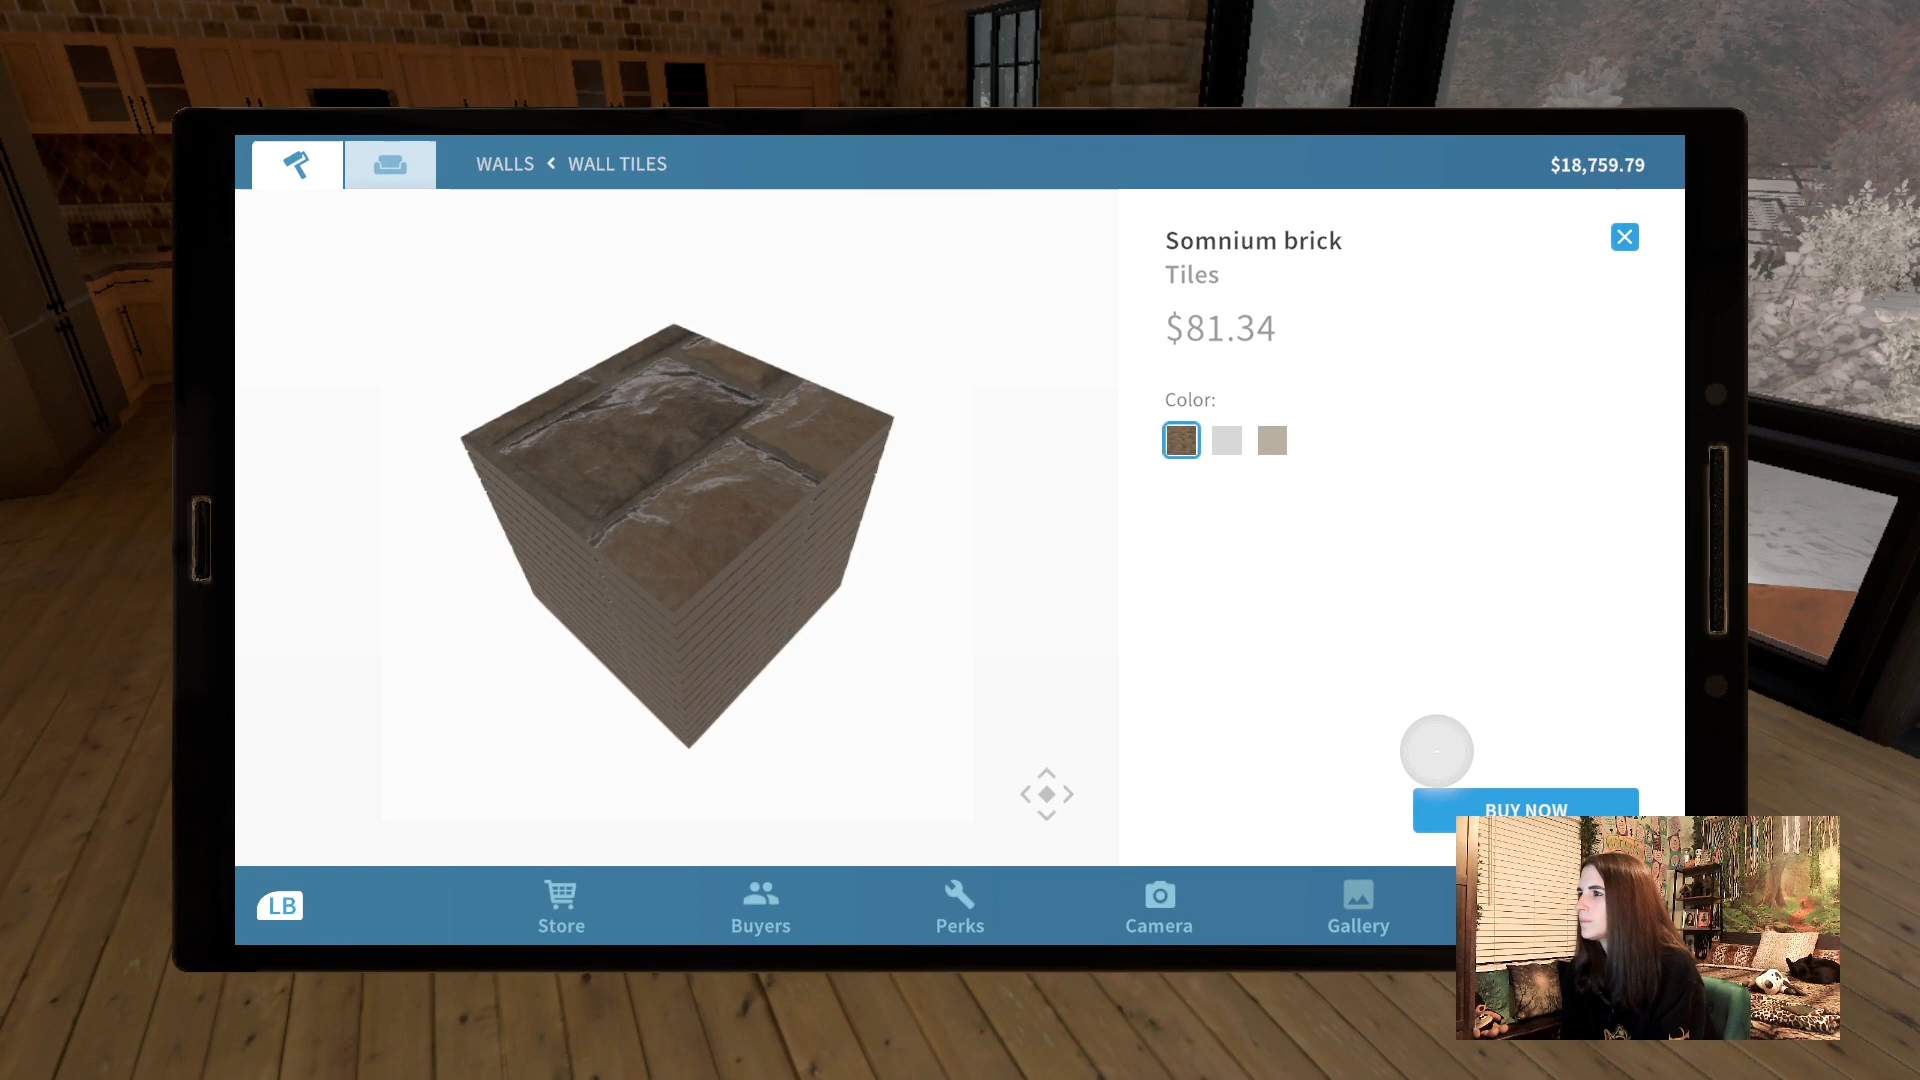 WALLS < WALL TILES
$18,759.79
Somnium brick
Tiles
$81.34
Color:
BUY NOW
LB
Store
Buyers
Perks
Camera
Gallery